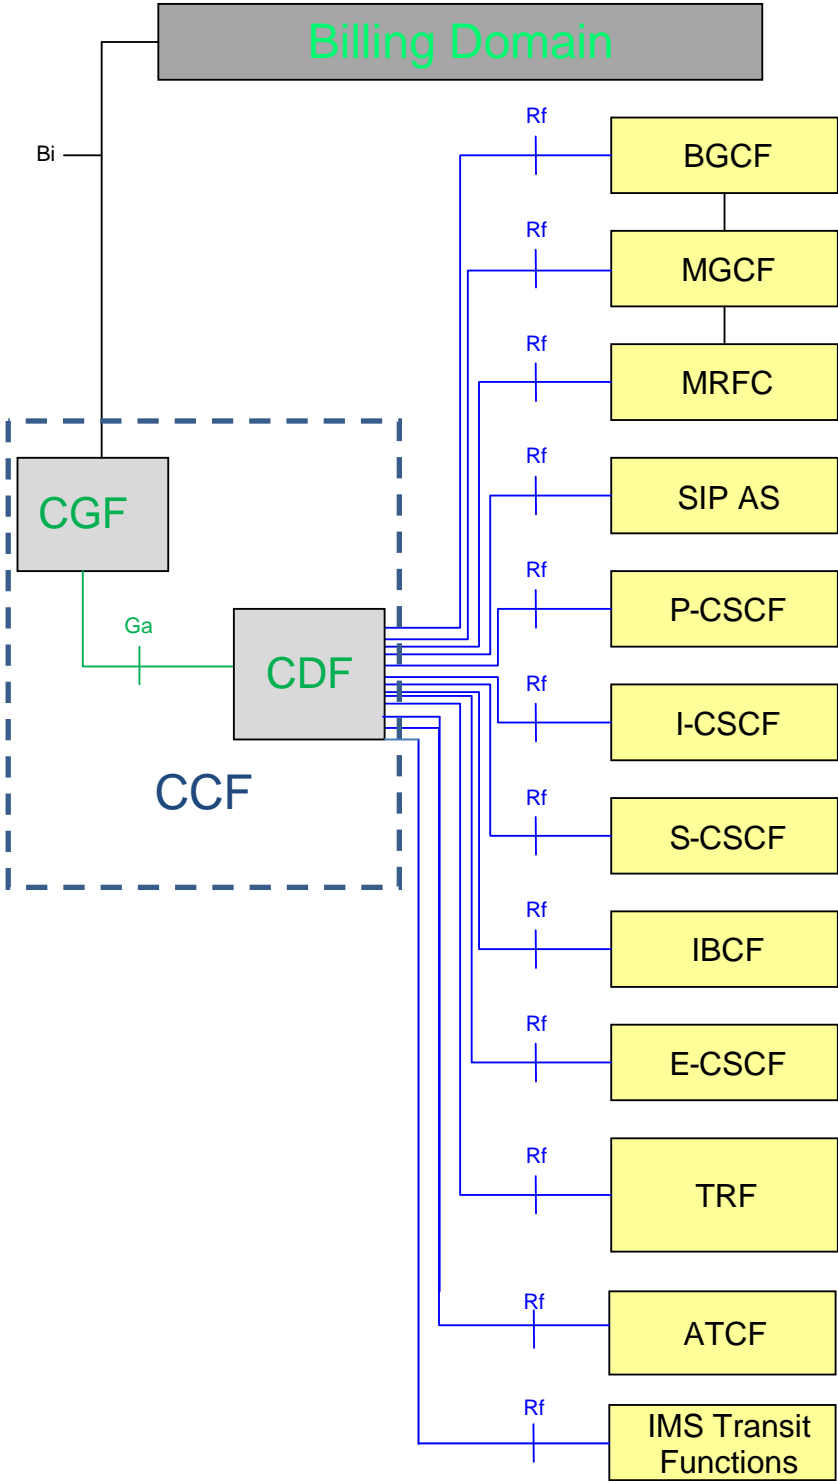 Billing Domain
Rf
BGCF
Bi
Rf
MGCF
Rf
MRFC
Rf
SIP AS
CGF
Rf
P-CSCF
Ga
CDF
Rf
I-CSCF
CCF
Rf
S-CSCF
Rf
IBCF
Rf
E-CSCF
Rf
TRF
Rf
ATCF
Rf
IMS Transit
Functions